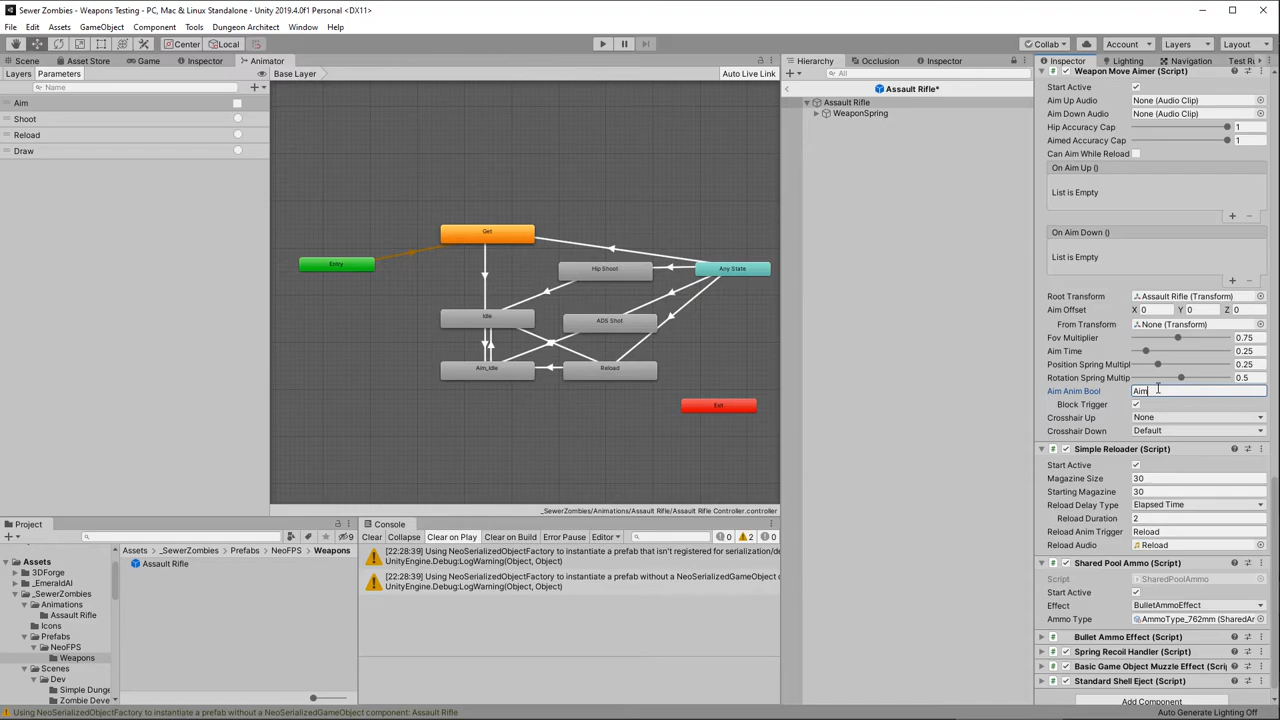 Sewer Zombies - Weapons Testing - PC, Mac & Linux Standalone - Unity 2019.4.0f1 Personal <DX11>
File Edit Assets GameObject Component Tools Dungeon Architect Window Help
Center Local Collab Account Layers Layout
Scene Asset Store Game Inspector Animator
Layers Parameters Base Layer Auto Live Link
Name
Aim
Shoot
Reload
Draw
Get
Entry
Hip Shoot
Any State
Idle
ADS Shot
Aim_Idle
Reload
Exit
_SewerZombies/Animations/Assault Rifle/Assault Rifle Controller.controller
Hierarchy Occlusion Inspector
All
Assault Rifle*
Assault Rifle
WeaponSpring
Inspector Lighting Navigation Test Ru
Weapon Move Aimer (Script)
Start Active
Aim Up Audio None (Audio Clip)
Aim Down Audio None (Audio Clip)
Hip Accuracy Cap 1
Aimed Accuracy Cap 1
Can Aim While Reload
On Aim Up ()
List is Empty
On Aim Down ()
List is Empty
Root Transform Assault Rifle (Transform)
Aim Offset X 0 Y 0 Z 0
From Transform None (Transform)
Fov Multiplier 0.75
Aim Time 0.25
Position Spring Multipl 0.25
Rotation Spring Multip 0.5
Aim Anim Bool Aim
Block Trigger
Crosshair Up None
Crosshair Down Default
Simple Reloader (Script)
Start Active
Magazine Size 30
Starting Magazine 30
Reload Delay Type Elapsed Time
Reload Duration 2
Reload Anim Trigger Reload
Reload Audio Reload
Shared Pool Ammo (Script)
Script SharedPoolAmmo
Start Active
Effect BulletAmmoEffect
Ammo Type AmmoType_762mm (SharedAr
Bullet Ammo Effect (Script)
Spring Recoil Handler (Script)
Basic Game Object Muzzle Effect (Scrip
Standard Shell Eject (Script)
Add Component
Project
9
Assets
3DForge
_EmeraldAI
_SewerZombies
Animations
Assault Rifle
Icons
Prefabs
NeoFPS
Weapons
Scenes
Dev
Simple Dunge
Zombie Deve
Assets _SewerZombies Prefabs NeoFPS Weapons
Assault Rifle
Console
Clear Collapse Clear on Play Clear on Build Error Pause Editor 0 2 0
[22:28:39] Using NeoSerializedObjectFactory to instantiate a prefab that isn't registered for serialization/de
UnityEngine.Debug:LogWarning(Object, Object)
[22:28:39] Using NeoSerializedObjectFactory to instantiate a prefab without a NeoSerializedGameObject c
UnityEngine.Debug:LogWarning(Object, Object)
Using NeoSerializedObjectFactory to instantiate a prefab without a NeoSerializedGameObject component: Assault Rifle
Auto Generate Lighting Off